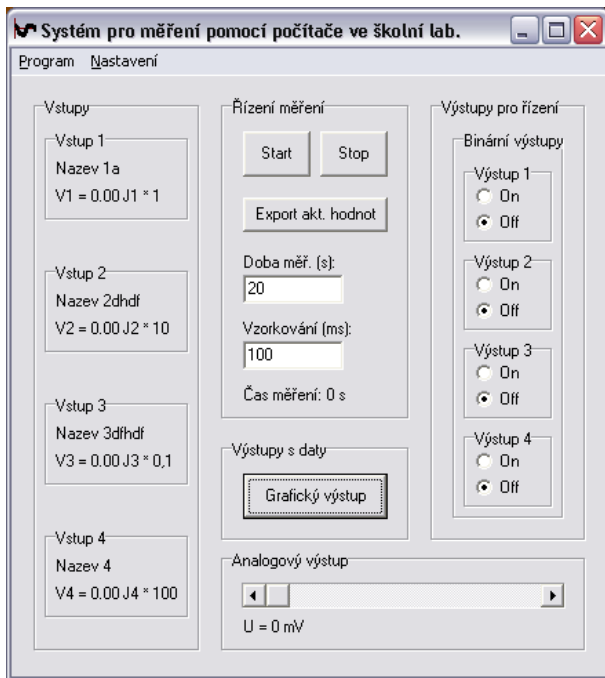 Systém pro měření pomocí počítače ve školní lab.
Program Nastavení
Vstupy
Vstup 1
Nazev 1a
V1 = 0.00 J1 * 1
Vstup 2
Nazev 2dhdf
V2 = 0.00 J2 * 10
Vstup 3
Nazev 3dfhdf
V3 = 0.00 J3 * 0,1
Vstup 4
Nazev 4
V4 = 0.00 J4 * 100
Řízení měření
Start Stop
Export akt. hodnot
Doba měř. (s):
20
Vzorkování (ms):
100
Čas měření: 0 s
Výstupy s daty
Grafický výstup
Analogový výstup
U = 0 mV
Výstupy pro řízení
Binární výstupy
Výstup 1
On
Off
Výstup 2
On
Off
Výstup 3
On
Off
Výstup 4
On
Off